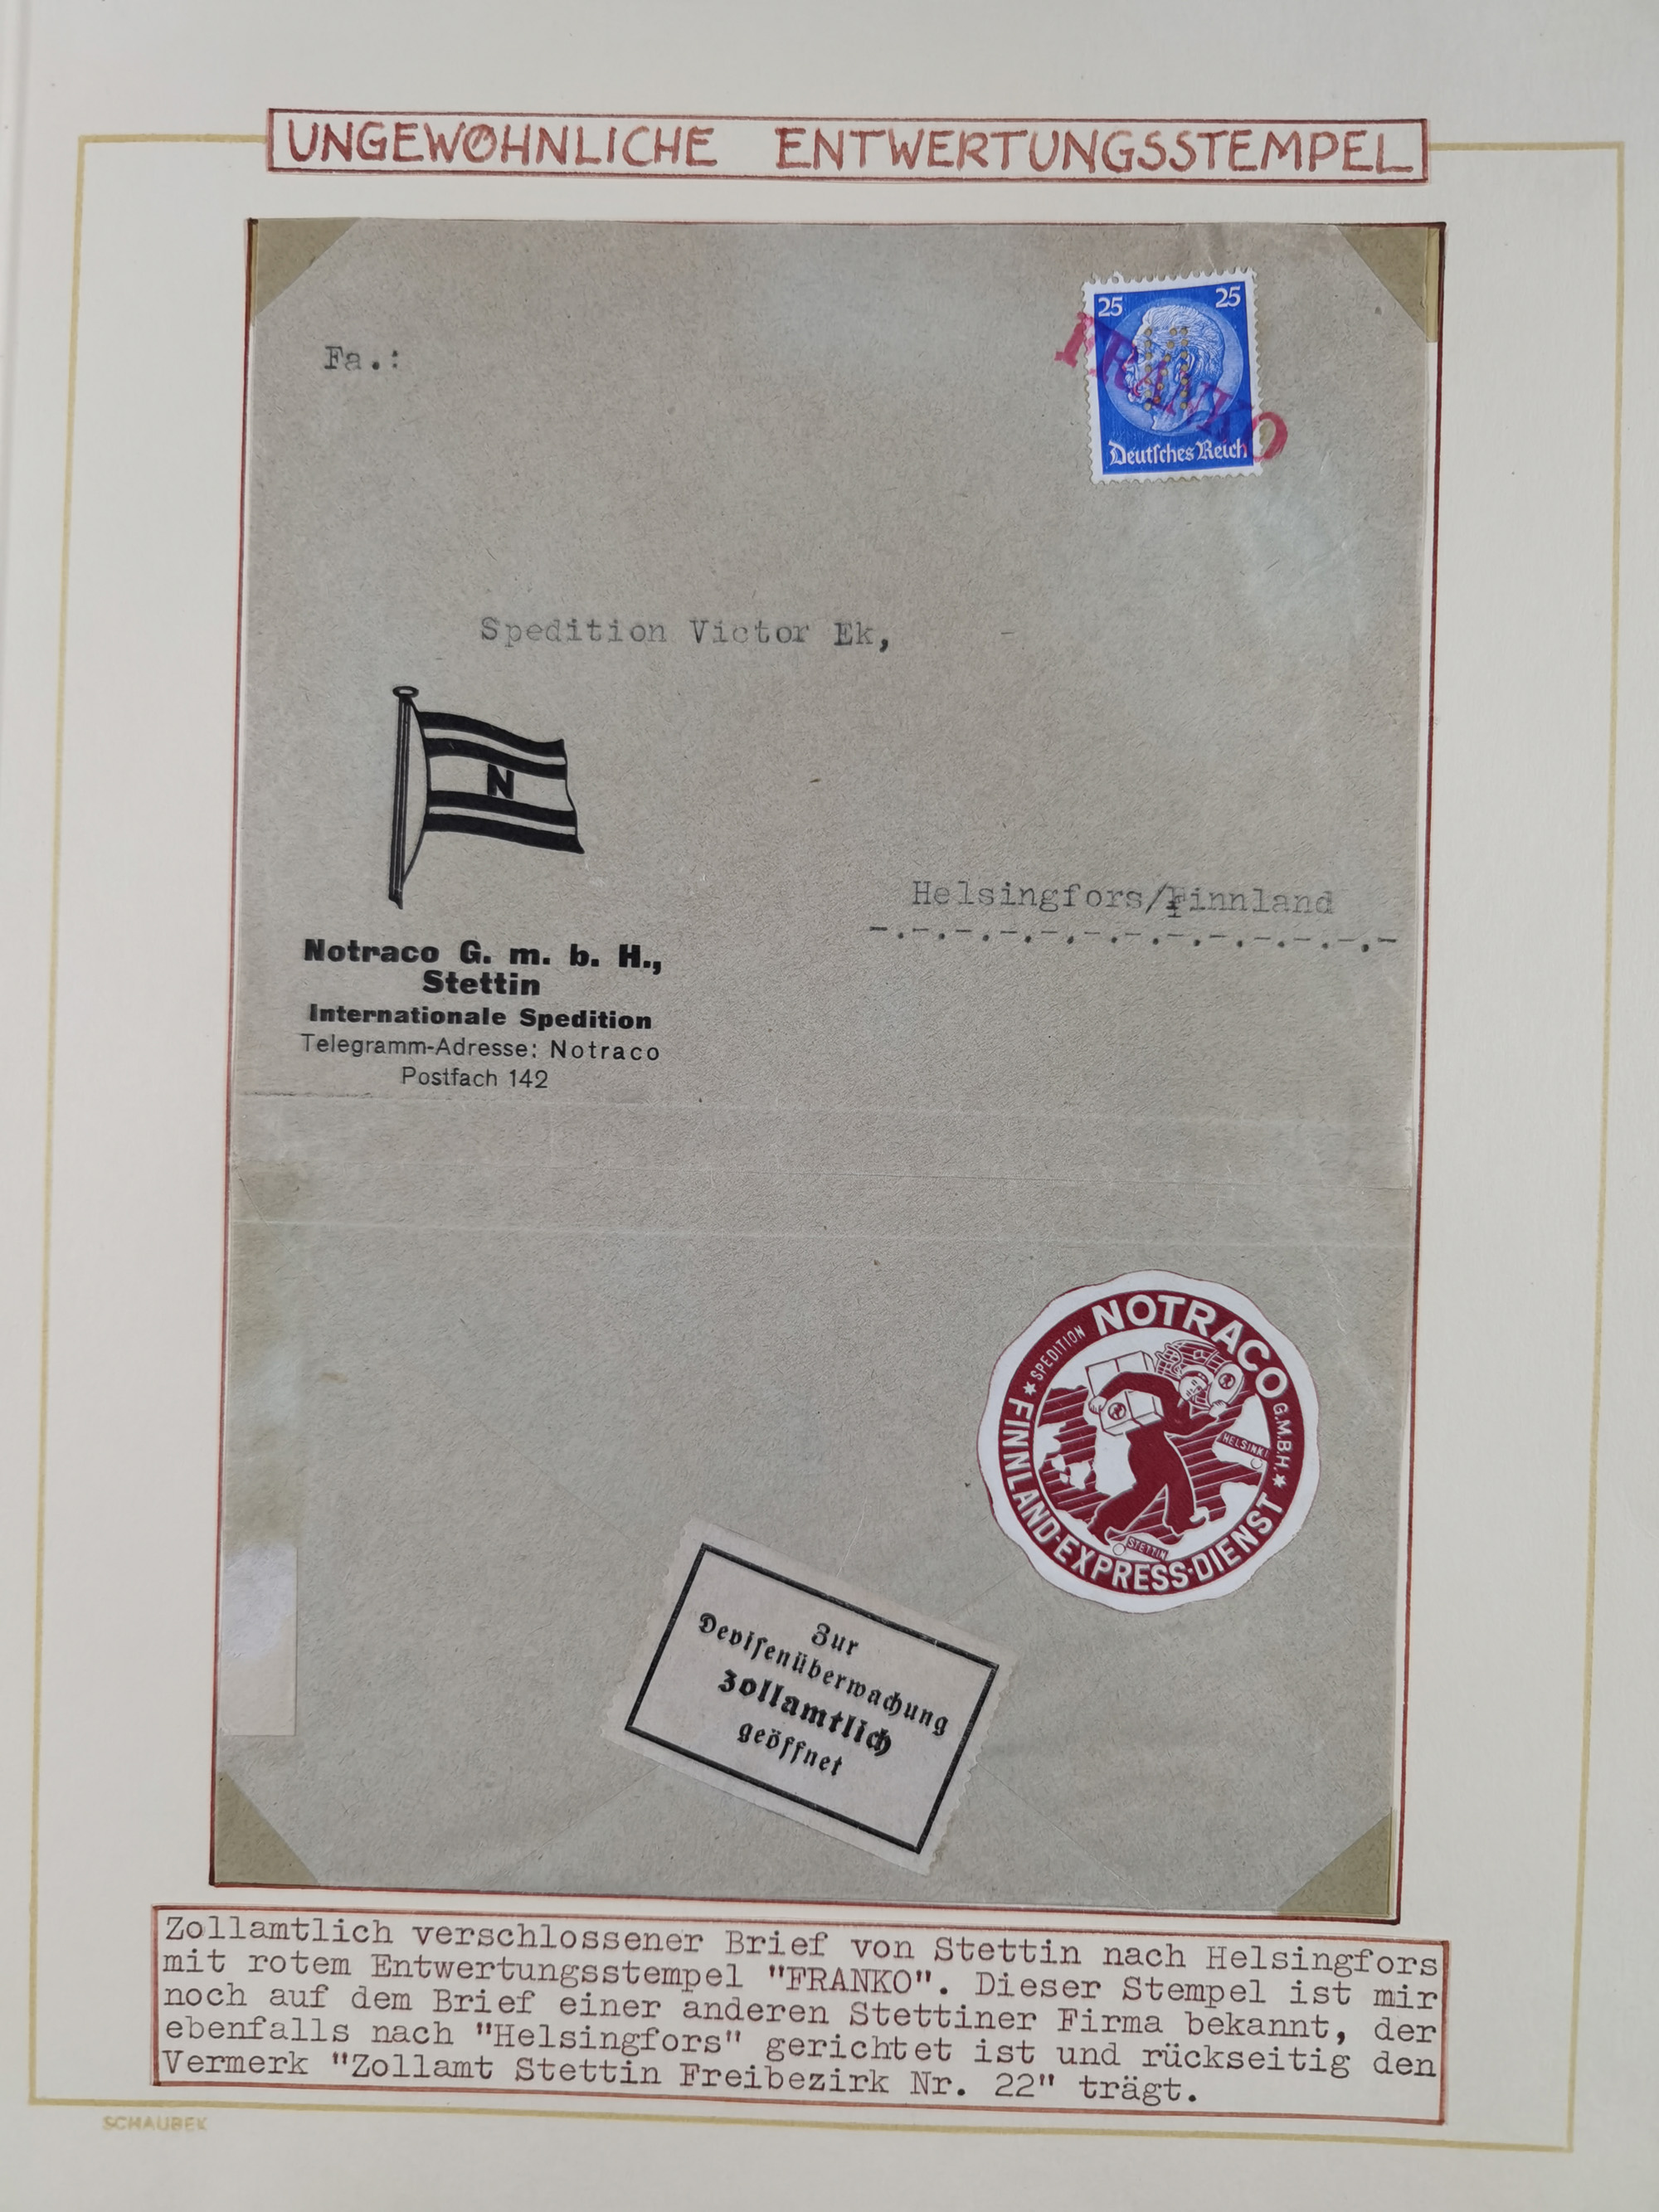 UNGEWÖHNLICHE ENTWERTUNGSSTEMPEL
25 25
FRANKO
Deutsches Reich
Fa.:
Spedition Victor Ek,
N
Helsingfors/Finnland
-.-.-.-.-.-.-.-.-.-.-.-.-
Notraco G. m. b. H.,
Stettin
Internationale Spedition
Telegramm-Adresse: Notraco
Postfach 142
★ SPEDITION NOTRACO G.M.B.H. ★
HELSINKI
STETTIN
FINNLAND-EXPRESS-DIENST
Zur
Devisenüberwachung
Zollamtlich
geöffnet
Zollamtlich verschlossener Brief von Stettin nach Helsingfors
mit rotem Entwertungsstempel "FRANKO". Dieser Stempel ist mir
noch auf dem Brief einer anderen Stettiner Firma bekannt, der
ebenfalls nach "Helsingfors" gerichtet ist und rückseitig den
Vermerk "Zollamt Stettin Freibezirk Nr. 22" trägt.
SCHAUBEK